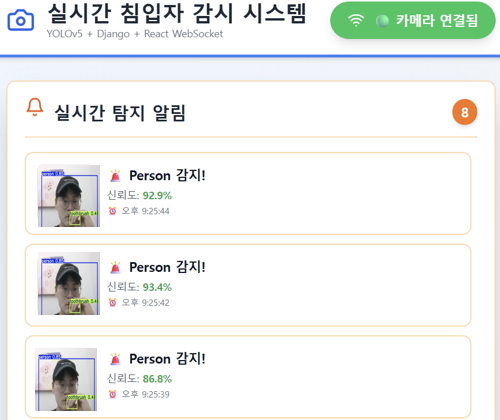 실시간 침입자 감시 시스템
YOLOv5 + Django + React WebSocket
카메라 연결됨
실시간 탐지 알림
8
Person 감지!
신뢰도: 92.9%
오후 9:25:44
Person 감지!
신뢰도: 93.4%
오후 9:25:42
Person 감지!
신뢰도: 86.8%
오후 9:25:39